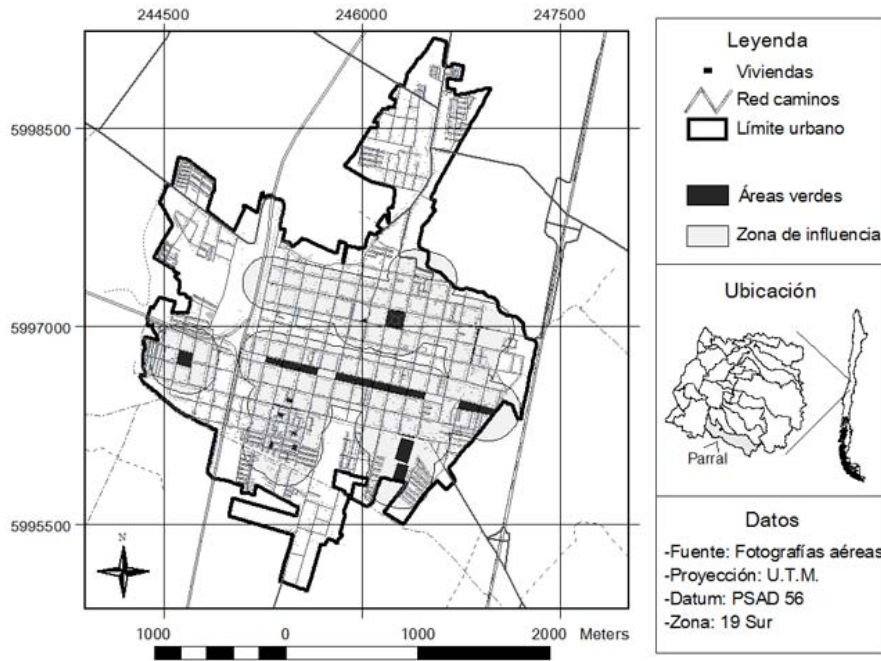 244500 246000 247500
5998500
5997000
5995500
N
1000 0 1000 2000 Meters
Leyenda
Viviendas
Red caminos
Límite urbano
Áreas verdes
Zona de influencia
Ubicación
Parral
Datos
-Fuente: Fotografías aéreas
-Proyección: U.T.M.
-Datum: PSAD 56
-Zona: 19 Sur